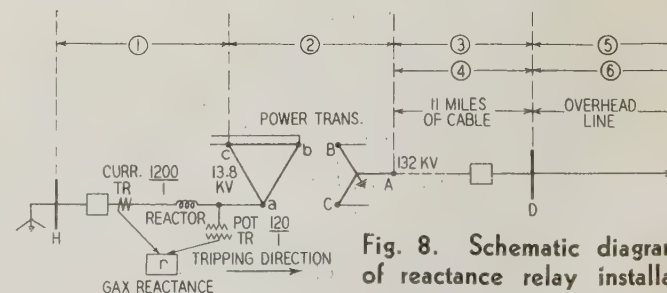 ① ② ③ ⑤
④ ⑥
11 MILES OF CABLE
OVERHEAD LINE
POWER TRANS.
c b B
13.8 KV
132 KV
A
CURR. TR 1200/1
REACTOR
a
C
H
POT TR 120/1
D
r
TRIPPING DIRECTION
GAX REACTANCE
Fig. 8. Schematic diagram
of reactance relay